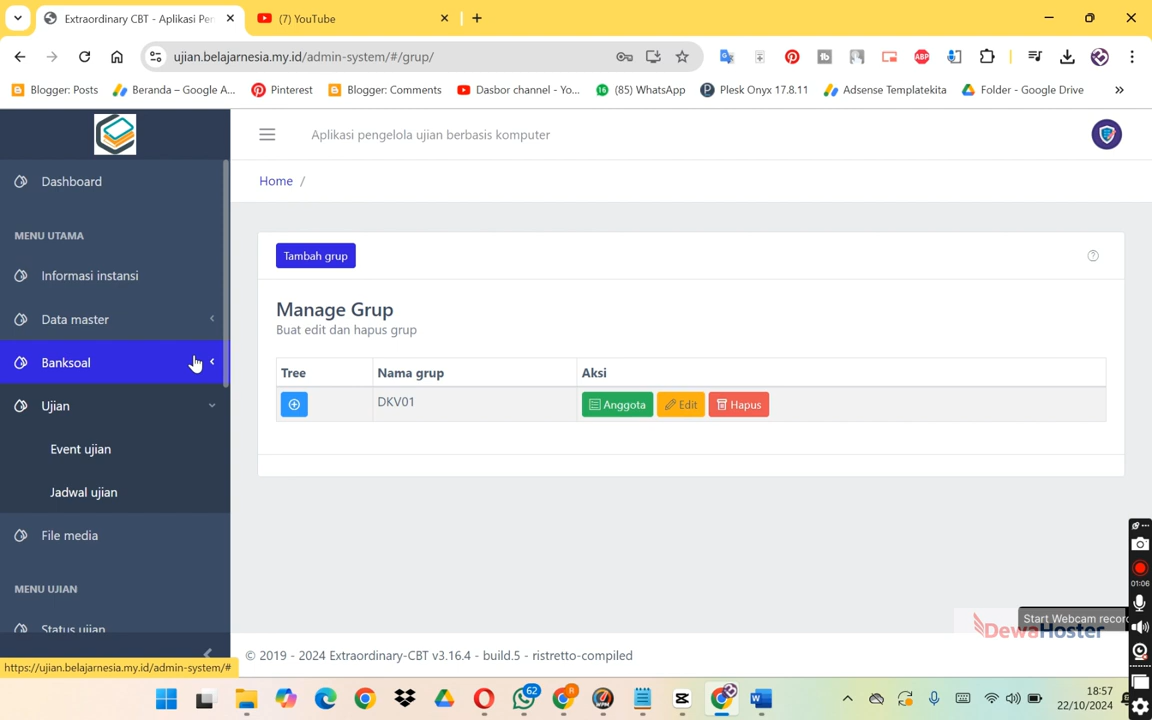 Extraordinary CBT - Aplikasi Pen
(7) YouTube
ujian.belajarnesia.my.id/admin-system/#/grup/
Blogger: Posts
Beranda – Google A...
Pinterest
Blogger: Comments
Dasbor channel - Yo...
(85) WhatsApp
Plesk Onyx 17.8.11
Adsense Templatekita
Folder - Google Drive
»
ABP
Aplikasi pengelola ujian berbasis komputer
Dashboard
Home /
MENU UTAMA
Informasi instansi
Data master
Banksoal
Ujian
Event ujian
Jadwal ujian
File media
MENU UJIAN
Status ujian
Tambah grup
Manage Grup
Buat edit dan hapus grup
Tree Nama grup Aksi
DKV01 Anggota Edit Hapus
01:06
Start Webcam recor
DewaHoster
© 2019 - 2024 Extraordinary-CBT v3.16.4 - build.5 - ristretto-compiled
https://ujian.belajarnesia.my.id/admin-system/#
62
18:57
22/10/2024